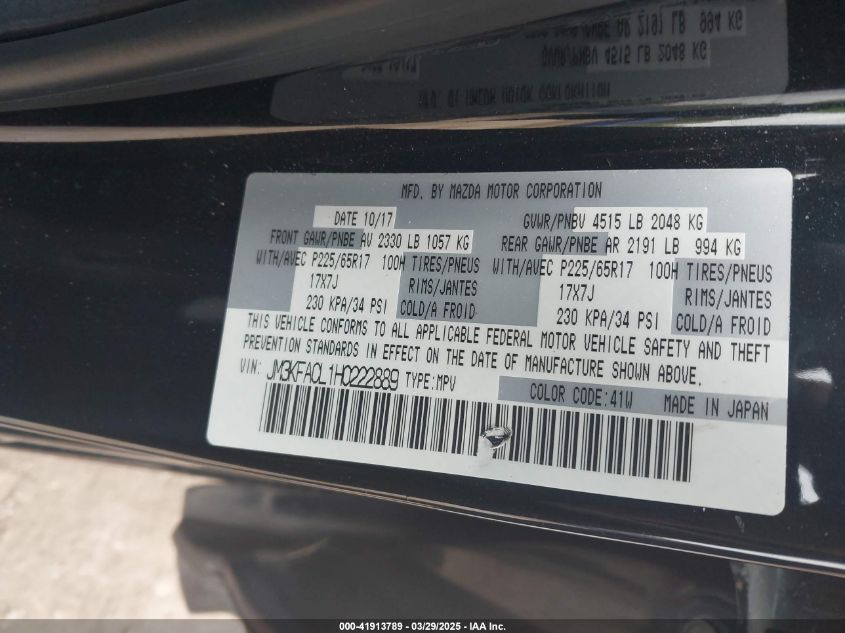 MFD. BY MAZDA MOTOR CORPORATION
DATE 10/17 GVWR/PNBV 4515 LB 2048 KG
FRONT GAWR/PNBE AV 2330 LB 1057 KG REAR GAWR/PNBE AR 2191 LB 994 KG
WITH/AVEC P225/65R17 100H TIRES/PNEUS WITH/AVEC P225/65R17 100H TIRES/PNEUS
17X7J RIMS/JANTES 17X7J RIMS/JANTES
230 KPA/34 PSI COLD/A FROID 230 KPA/34 PSI COLD/A FROID
THIS VEHICLE CONFORMS TO ALL APPLICABLE FEDERAL MOTOR VEHICLE SAFETY AND THEFT
PREVENTION STANDARDS IN EFFECT ON THE DATE OF MANUFACTURE SHOWN ABOVE.
VIN: JM3KFACL1H0222889 TYPE:MPV
COLOR CODE:41W MADE IN JAPAN
000-41913789 - 03/29/2025 - IAA Inc.